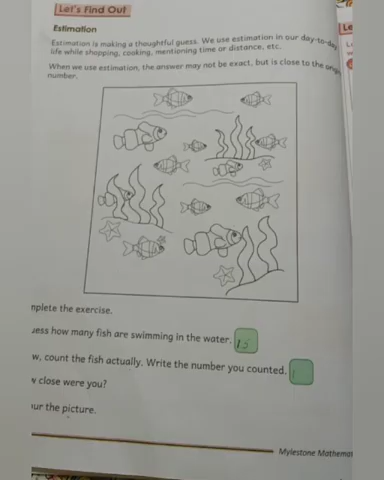 Let's Find Out
Le
Estimation
Estimation is making a thoughtful guess. We use estimation in our day-to-day
life while shopping, cooking, mentioning time or distance, etc.
When we use estimation, the answer may not be exact, but is close to the
number.
mplete the exercise.
uess how many fish are swimming in the water. 15
w, count the fish actually. Write the number you counted.
w close were you?
ur the picture.
Mylestone Mathema